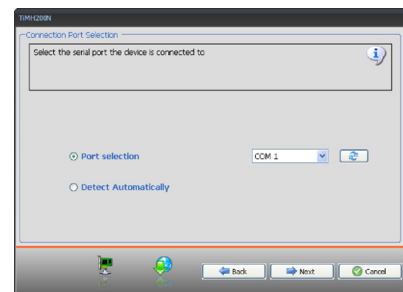 TiMH200N
Connection Port Selection
Select the serial port the device is connected to
Port selection
COM 1
Detect Automatically
Back
Next
Cancel